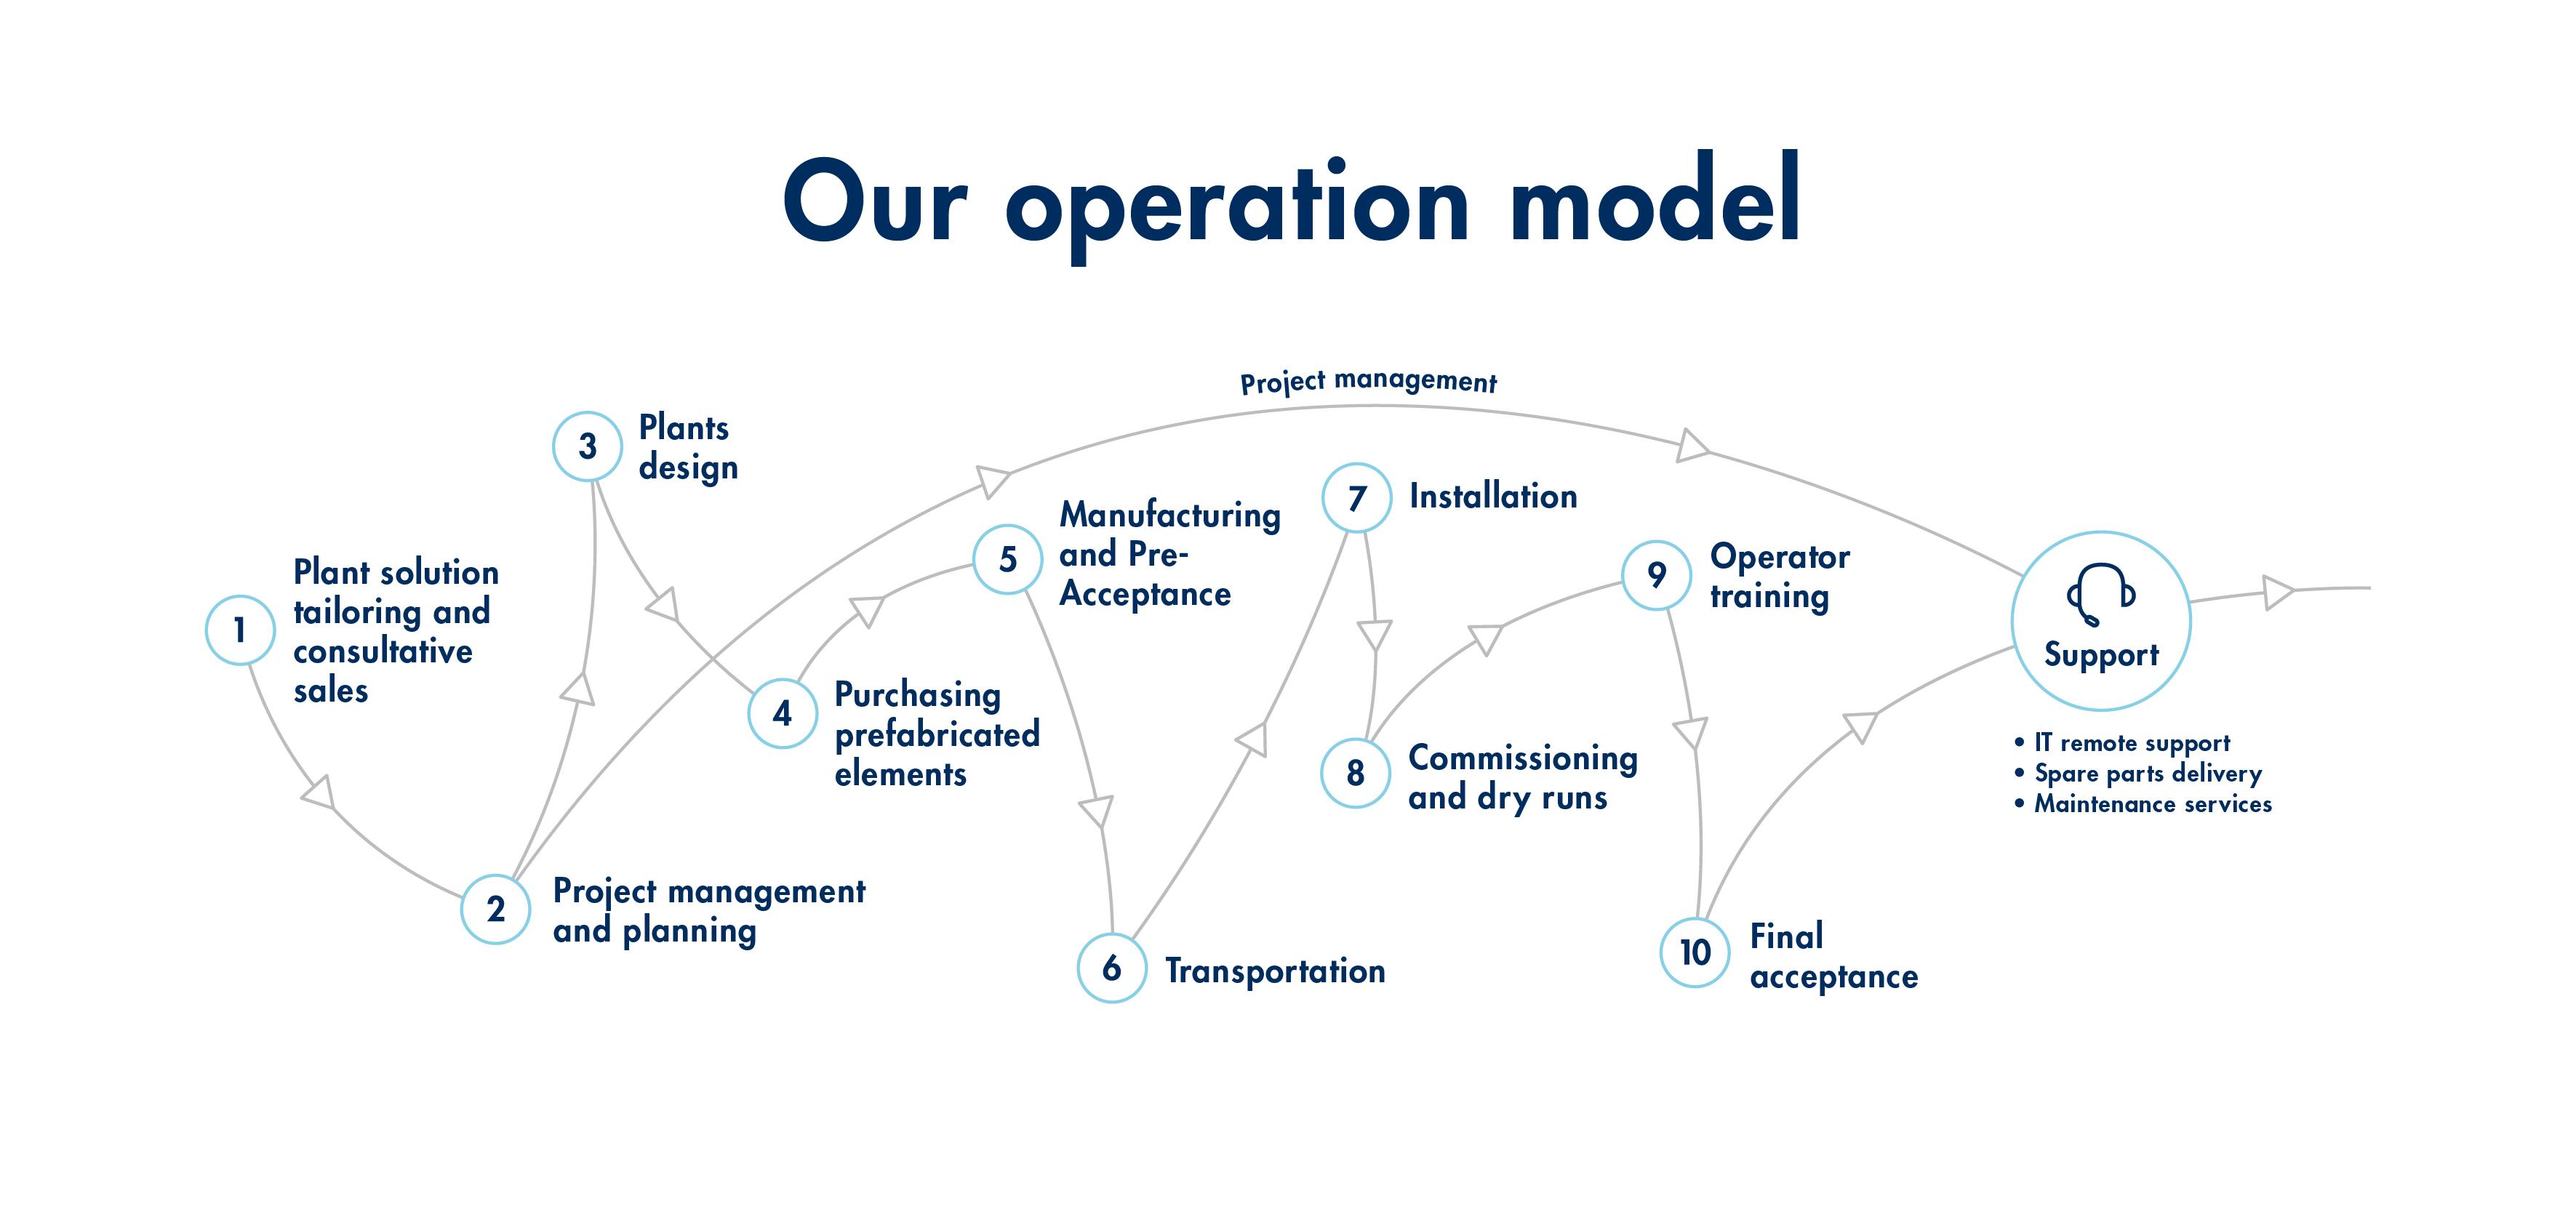 Our operation model
Project management
1
Plant solution
tailoring and
consultative
sales
2
Project management
and planning
3
Plants
design
4
Purchasing
prefabricated
elements
5
Manufacturing
and Pre-
Acceptance
6
Transportation
7
Installation
8
Commissioning
and dry runs
9
Operator
training
10
Final
acceptance
Support
• IT remote support
• Spare parts delivery
• Maintenance services